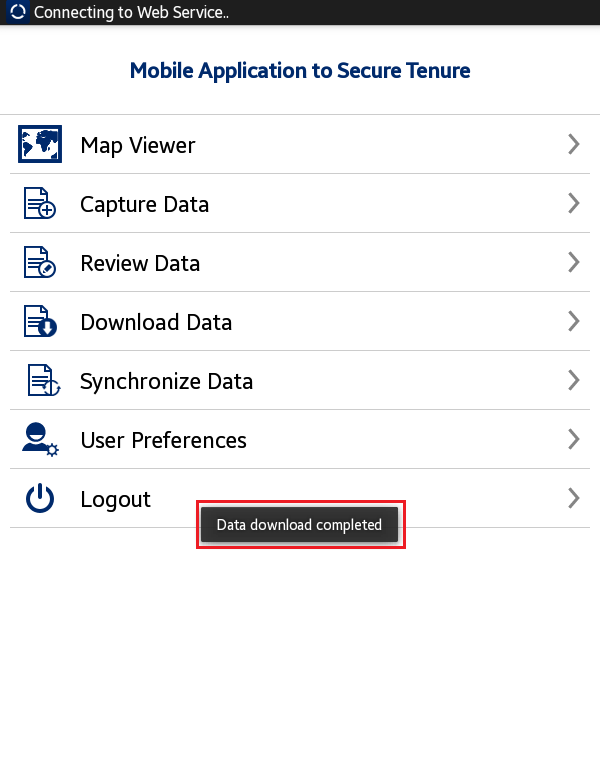 Connecting to Web Service..
Mobile Application to Secure Tenure
Map Viewer
Capture Data
Review Data
Download Data
Synchronize Data
User Preferences
Logout
Data download completed